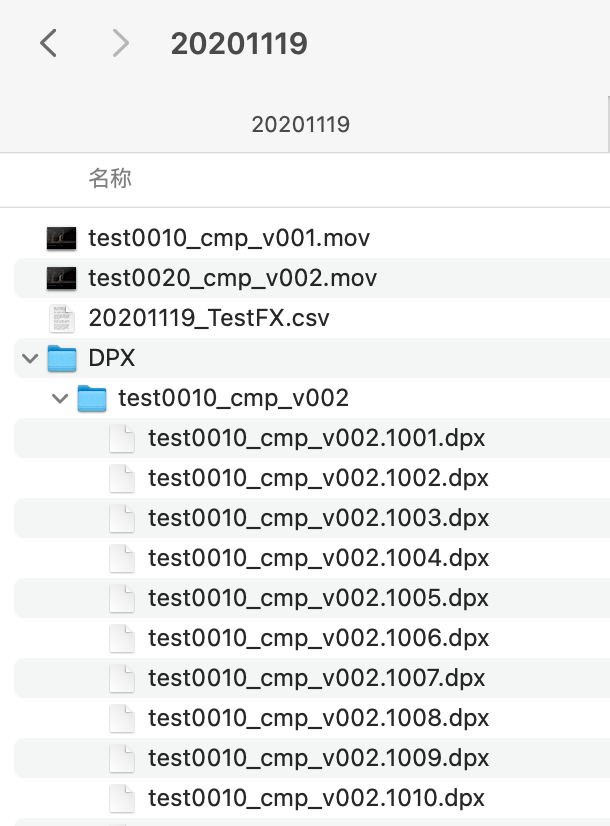 20201119
20201119
名称
test0010_cmp_v001.mov
test0020_cmp_v002.mov
20201119_TestFX.csv
DPX
test0010_cmp_v002
test0010_cmp_v002.1001.dpx
test0010_cmp_v002.1002.dpx
test0010_cmp_v002.1003.dpx
test0010_cmp_v002.1004.dpx
test0010_cmp_v002.1005.dpx
test0010_cmp_v002.1006.dpx
test0010_cmp_v002.1007.dpx
test0010_cmp_v002.1008.dpx
test0010_cmp_v002.1009.dpx
test0010_cmp_v002.1010.dpx